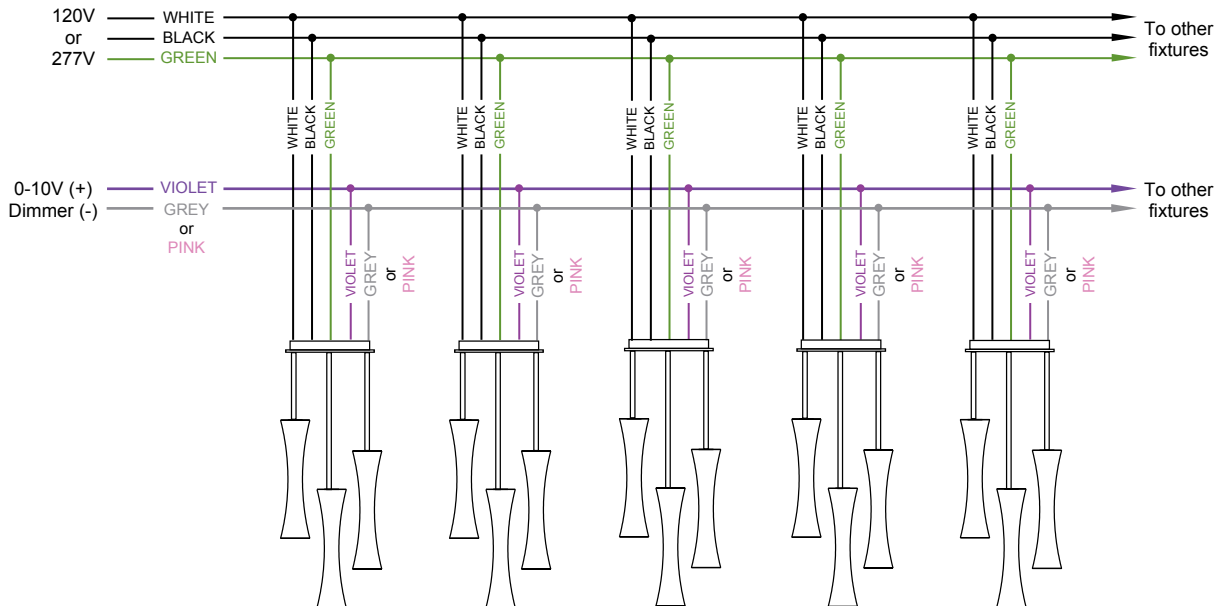 120V
or
277V
WHITE
BLACK
GREEN
To other
fixtures
WHITE
BLACK
GREEN
WHITE
BLACK
GREEN
WHITE
BLACK
GREEN
WHITE
BLACK
GREEN
WHITE
BLACK
GREEN
0-10V (+)
Dimmer (-)
VIOLET
GREY
or
PINK
To other
fixtures
VIOLET
GREY
or
PINK
VIOLET
GREY
or
PINK
VIOLET
GREY
or
PINK
VIOLET
GREY
or
PINK
VIOLET
GREY
or
PINK